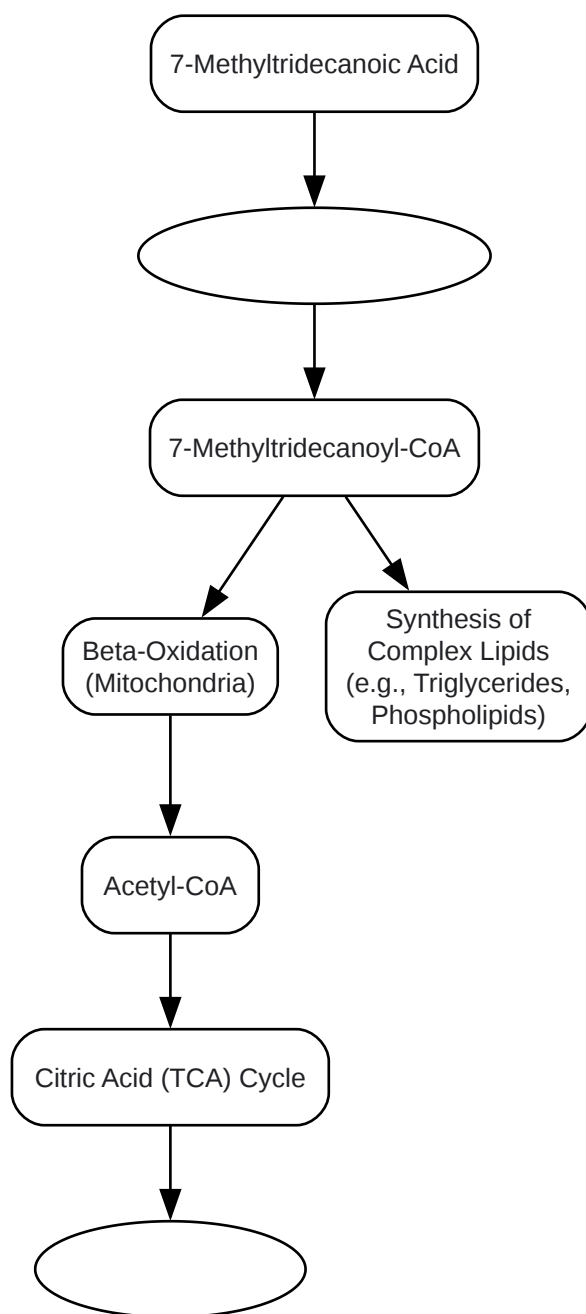 7-Methyltridecanoic Acid
7-Methyltridecanoyl-CoA
Beta-Oxidation
(Mitochondria)
Synthesis of
Complex Lipids
(e.g., Triglycerides,
Phospholipids)
Acetyl-CoA
Citric Acid (TCA) Cycle